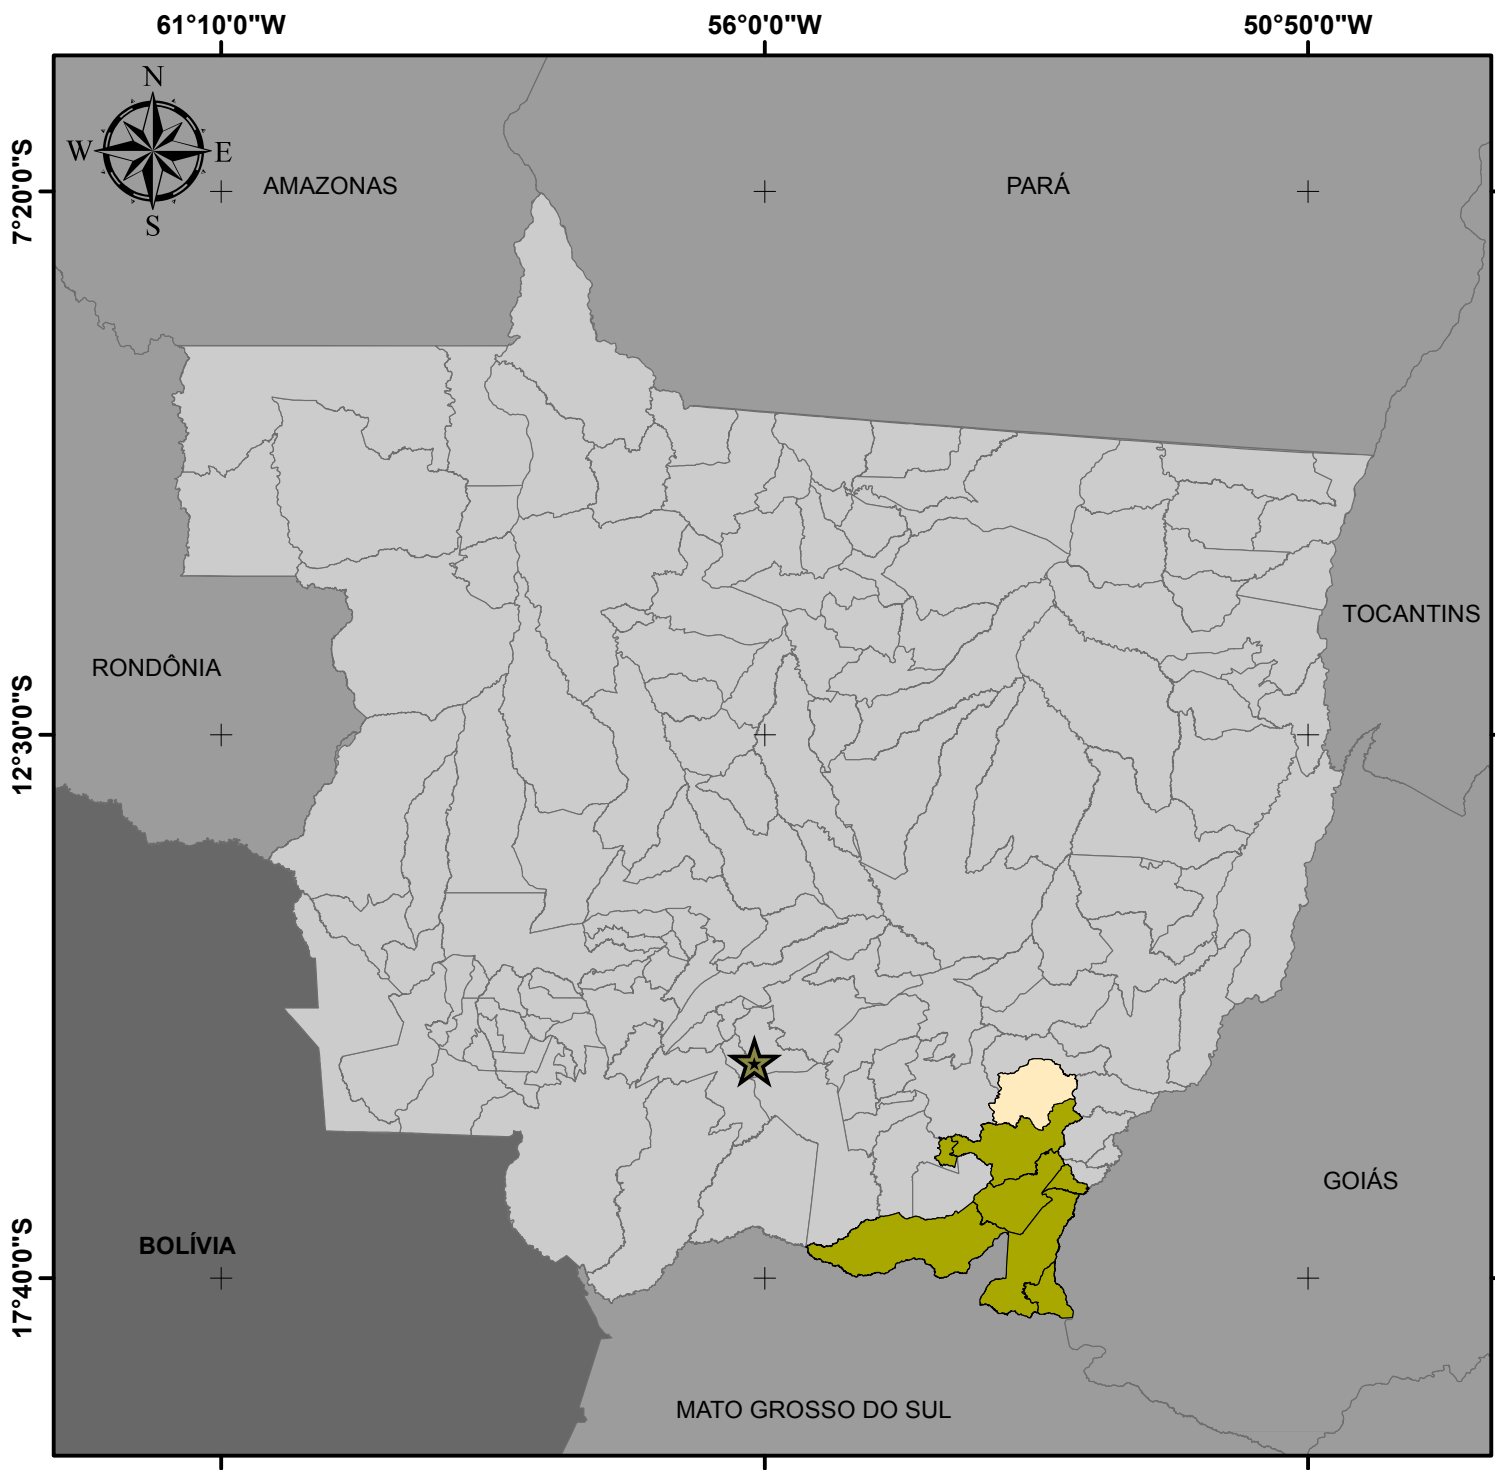 61°10'0"W 56°0'0"W 50°50'0"W
N
W E
S
7°20'0"S
AMAZONAS
PARÁ
TOCANTINS
RONDÔNIA
12°30'0"S
GOIÁS
BOLÍVIA
17°40'0"S
MATO GROSSO DO SUL